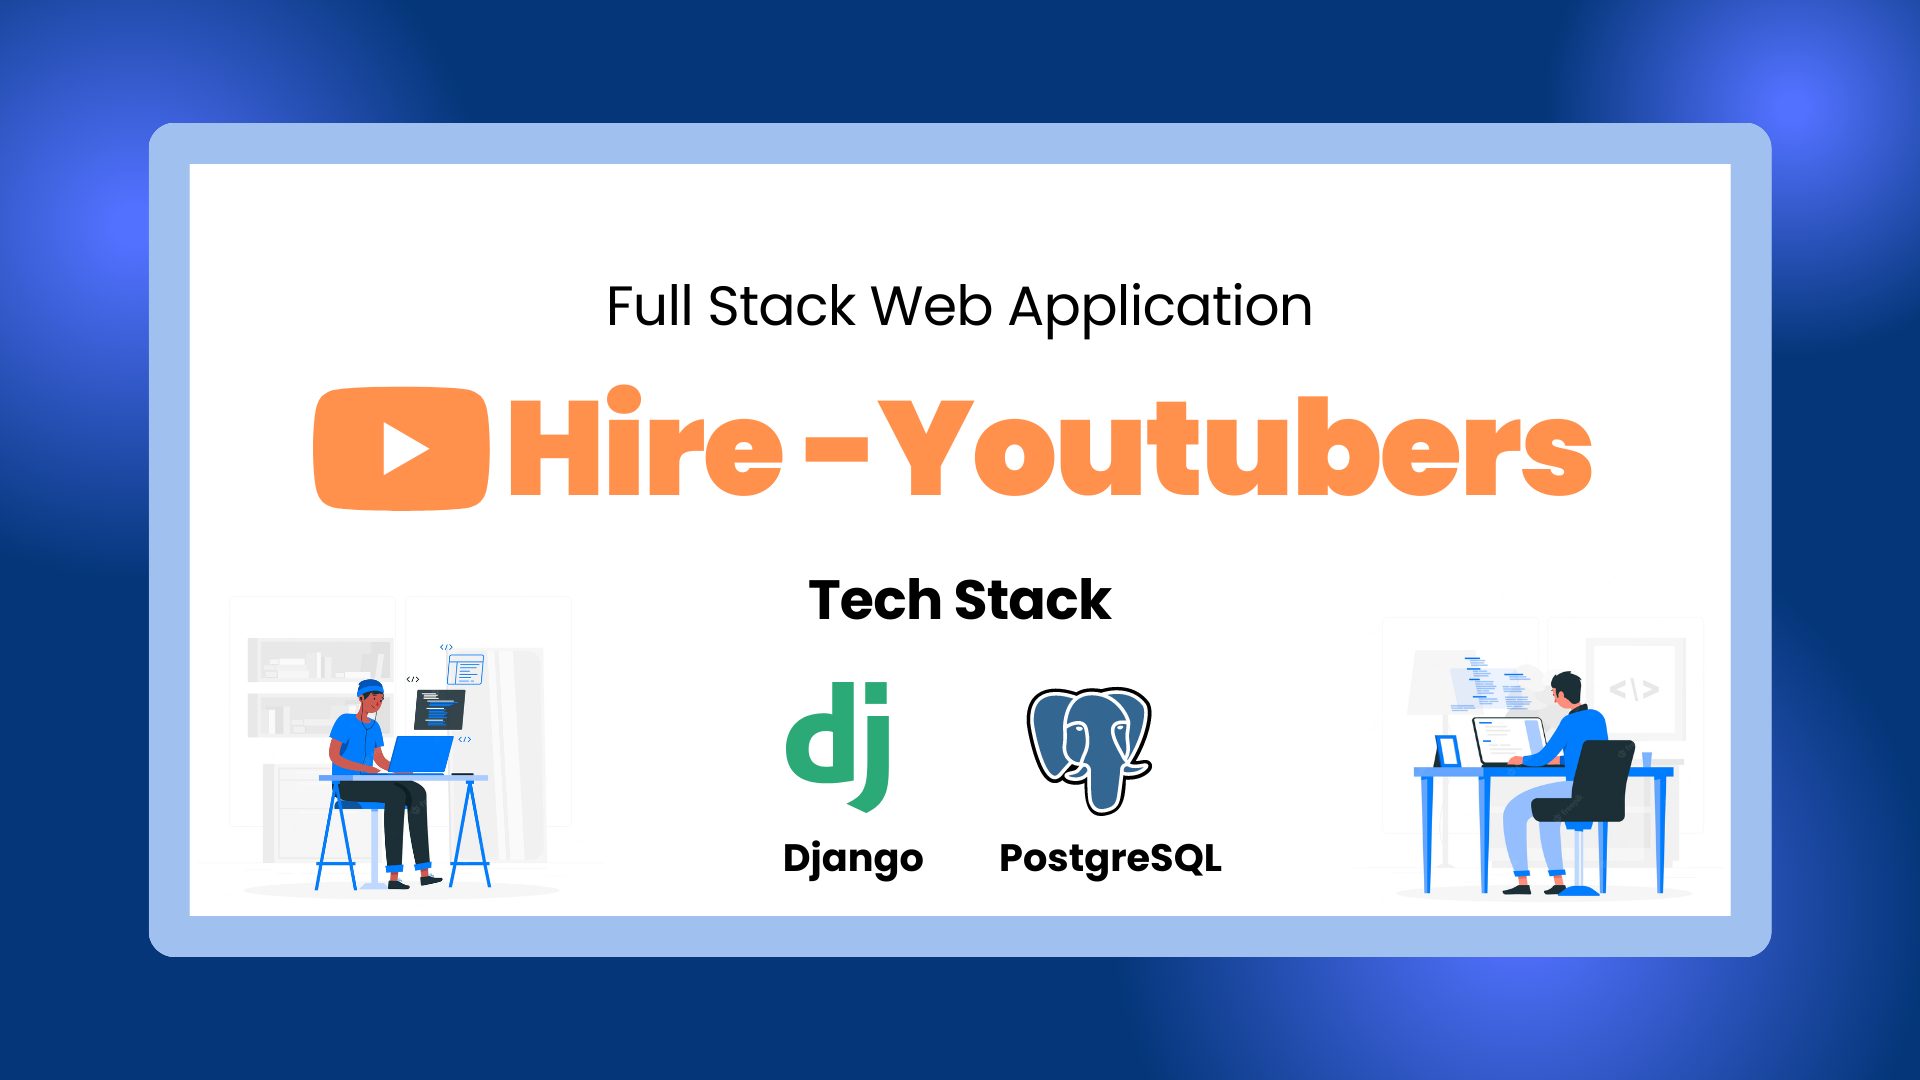 Full Stack Web Application
Hire - Youtubers
Tech Stack
</>
</>
</>
<\>
dj
Django
PostgreSQL